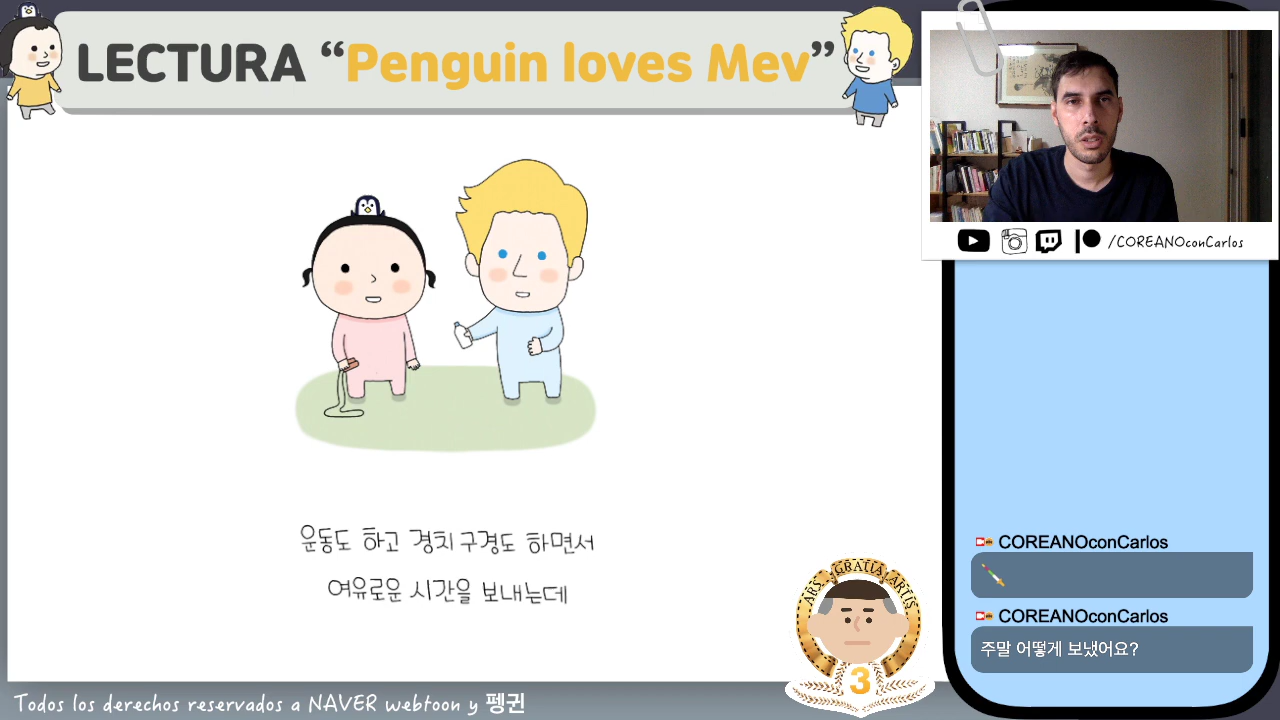 LECTURA “Penguin loves Mev”
/COREANOconCarlos
운동도 하고 경치 구경도 하면서
여유로운 시간을 보내는데
COREANOconCarlos
COREANOconCarlos
주말 어떻게 보냈어요?
ARS GRATIA ARTIS
3
Todos los derechos reservados a NAVER webtoon y 펭귄